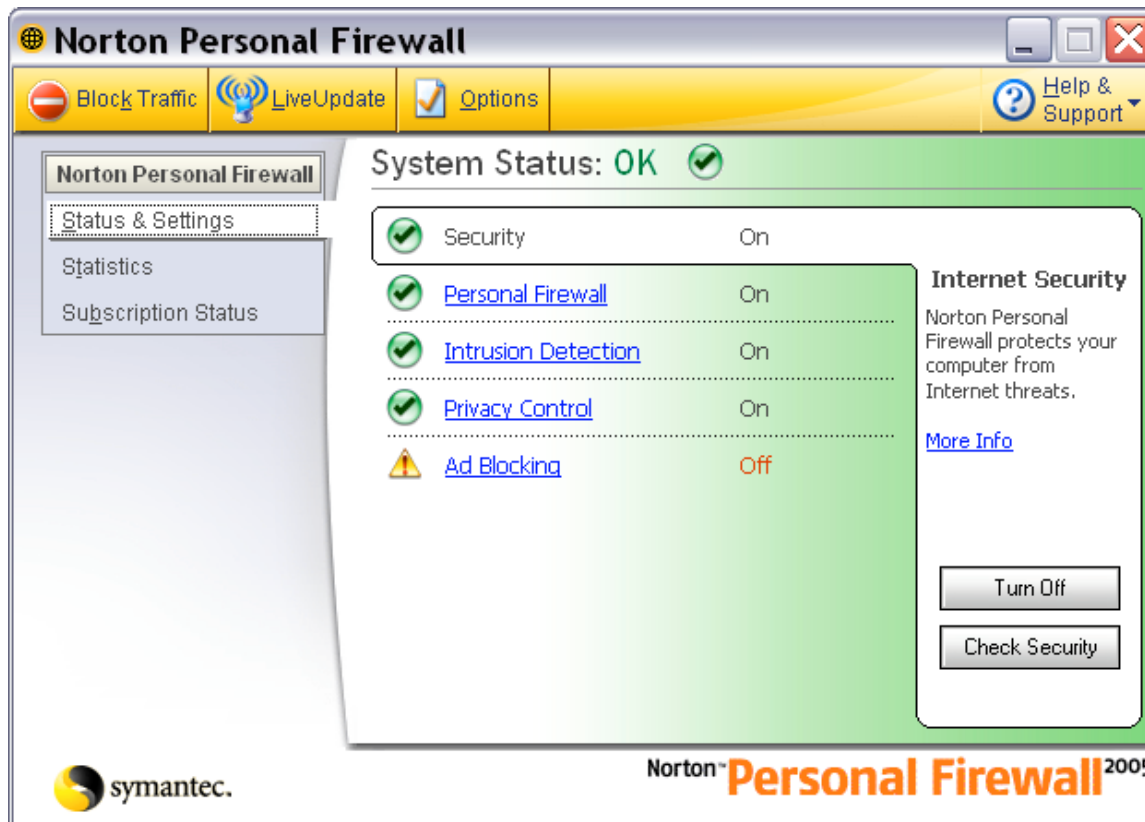 Norton Personal Firewall
Block Traffic
LiveUpdate
Options
Help & Support
Norton Personal Firewall
Status & Settings
Statistics
Subscription Status
System Status: OK
Security On
Personal Firewall On
Intrusion Detection On
Privacy Control On
Ad Blocking Off
Internet Security
Norton Personal
Firewall protects your
computer from
Internet threats.
More Info
Turn Off
Check Security
symantec.
Norton™ Personal Firewall 2005